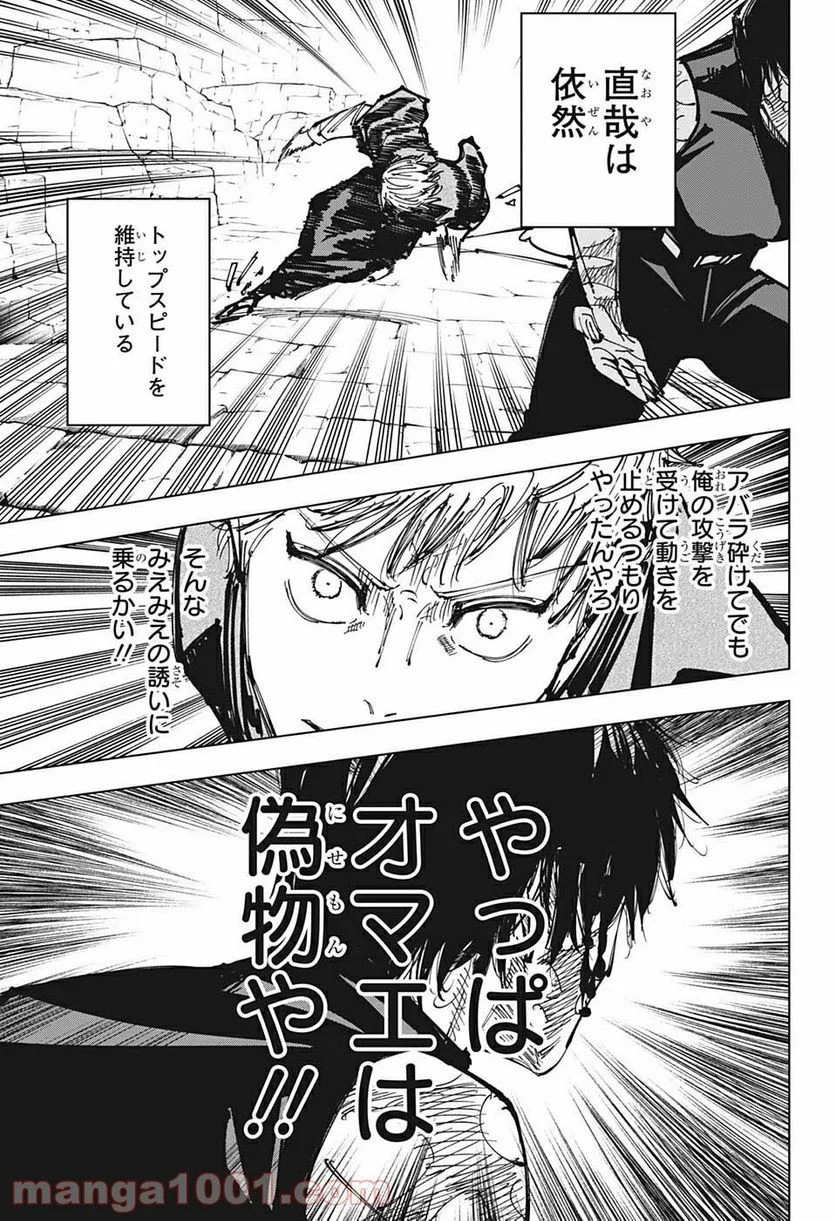 直哉は
依然
トップスピードを
維持している
アバラ砕けてでも
俺の攻撃を
受けて動きを
止めるつもり
やったんやろ
そんな
みえみえの誘いに
乗るかい!!
やっぱ
オマエは
偽物や!!
manga1001.com